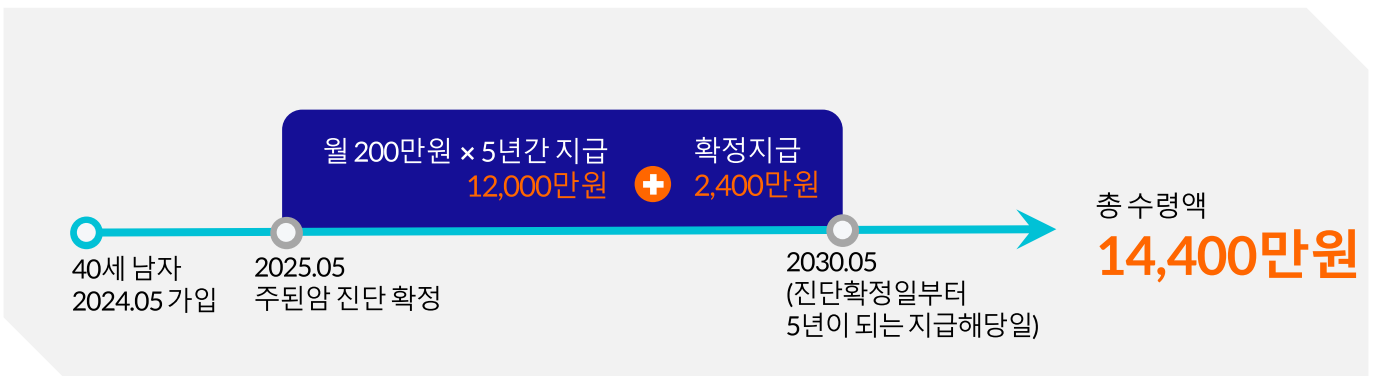 월 200만원 × 5년간 지급
12,000만원
확정지급
2,400만원
총 수령액
14,400만원
40세 남자
2024.05 가입
2025.05
주된암 진단 확정
2030.05
(진단확정일부터
5년이 되는 지급해당일)